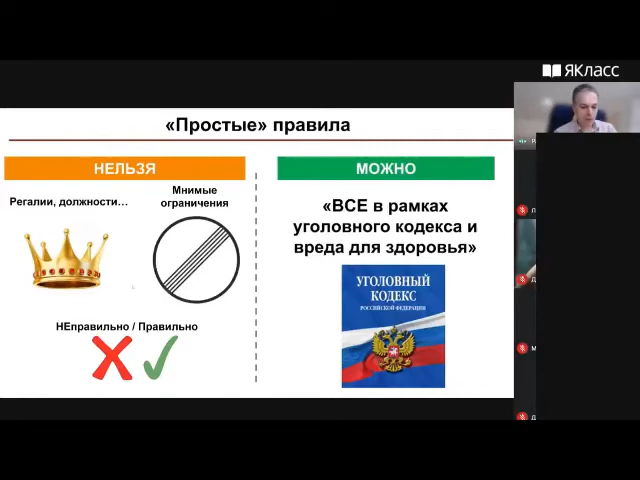 ЯКласс
«Простые» правила
НЕЛЬЗЯ
МОЖНО
Регалии, должности…
Мнимые
ограничения
«ВСЕ в рамках
уголовного кодекса и
вреда для здоровья»
УГОЛОВНЫЙ
КОДЕКС
РОССИЙСКОЙ ФЕДЕРАЦИИ
НЕправильно / Правильно